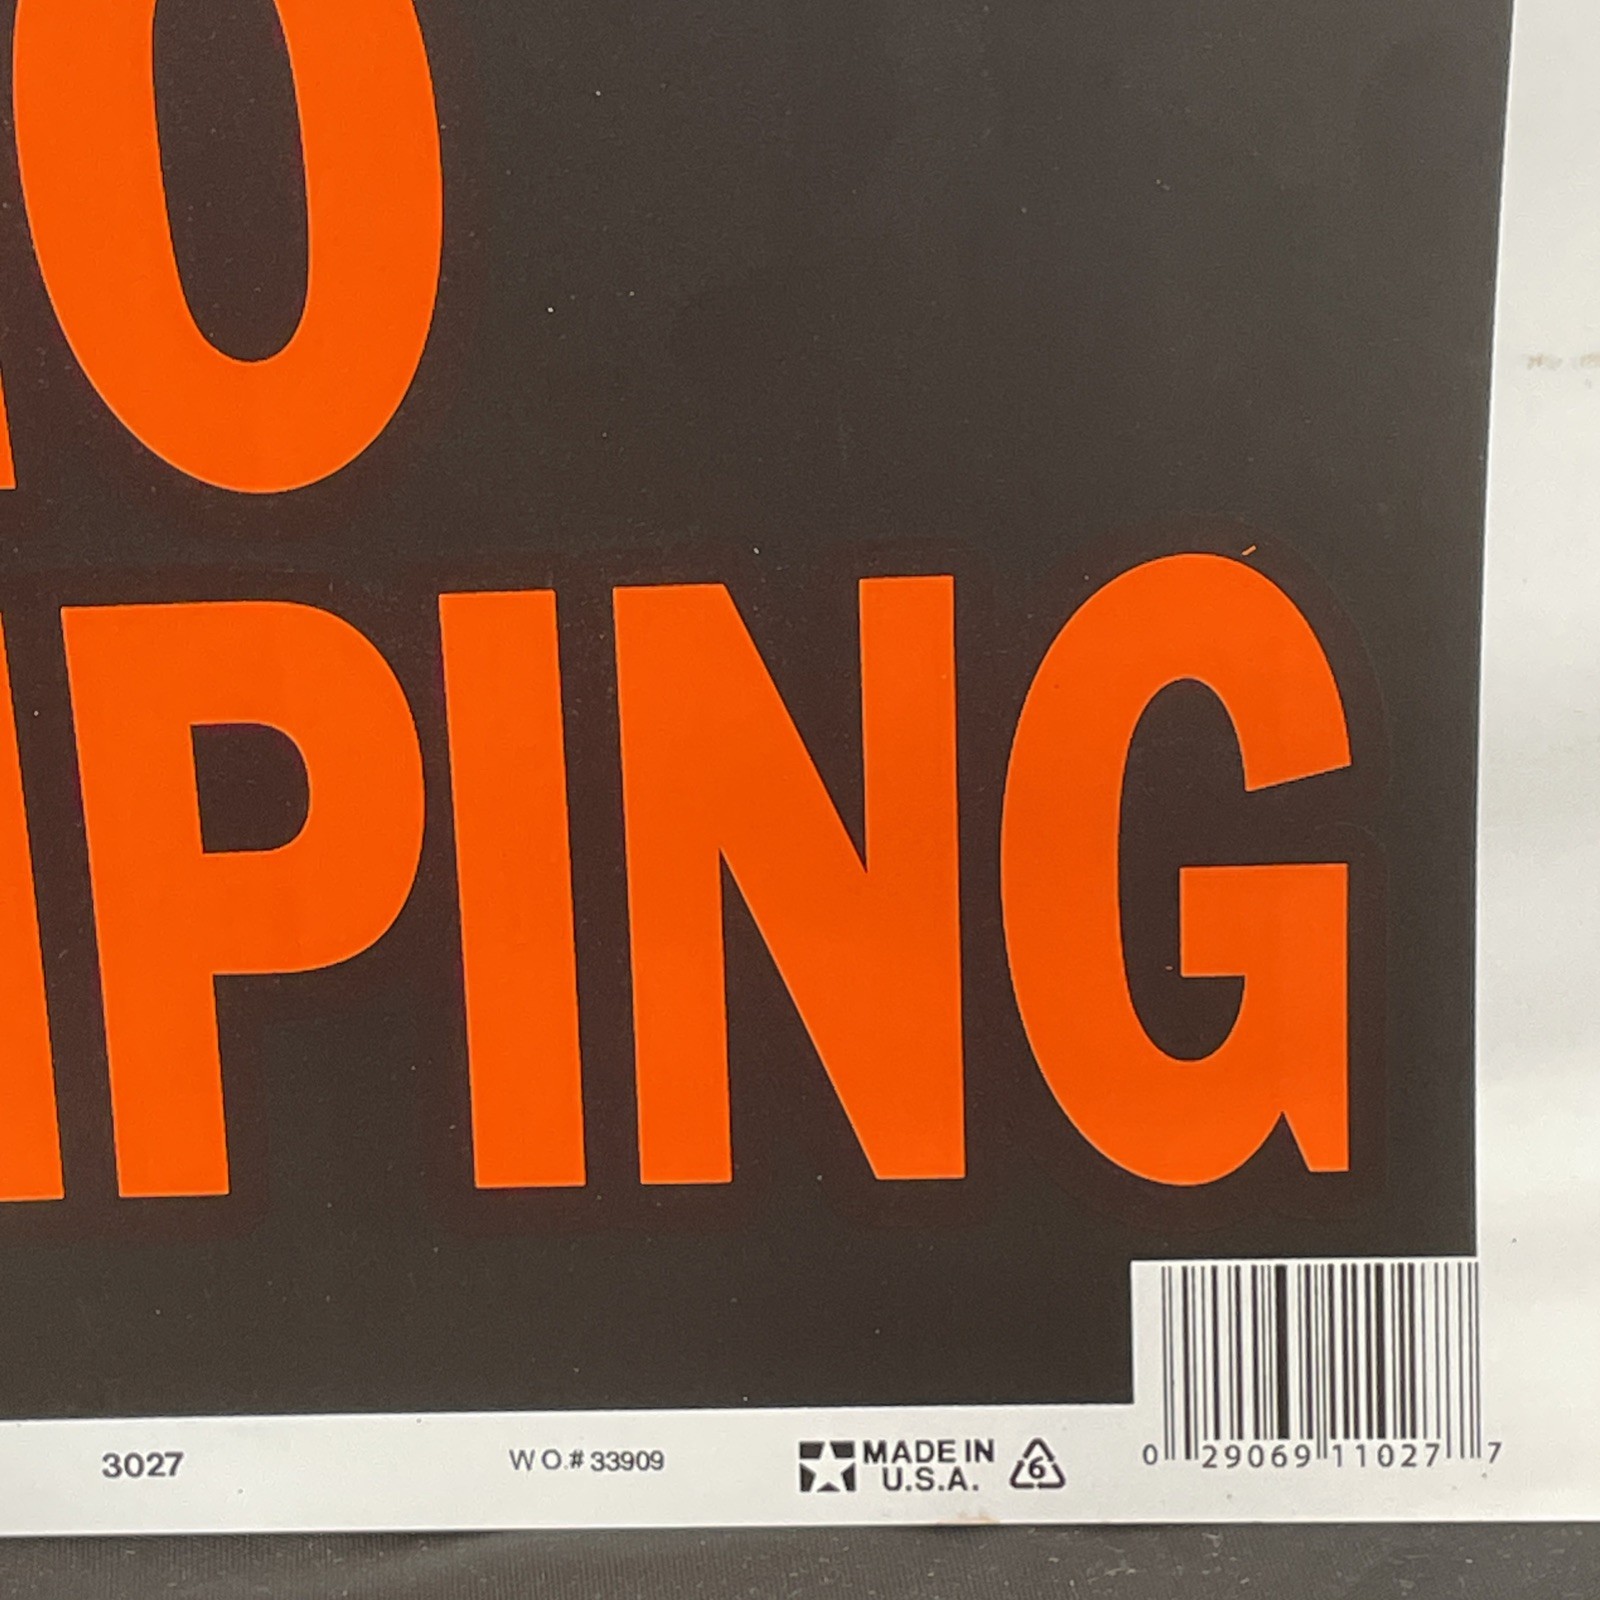 O
PING
3027
W O.# 33909
MADE IN
U.S.A.
6
0 29069 11027 7